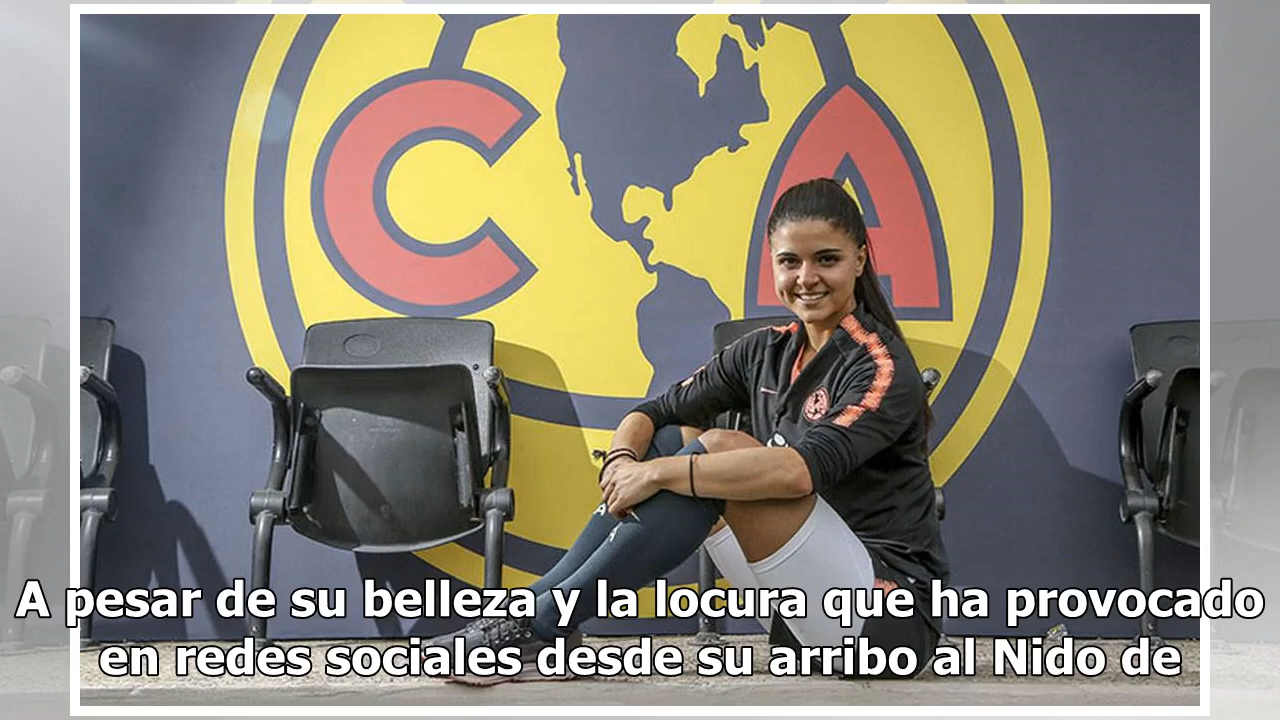 C A
A pesar de su belleza y la locura que ha provocado
en redes sociales desde su arribo al Nido de